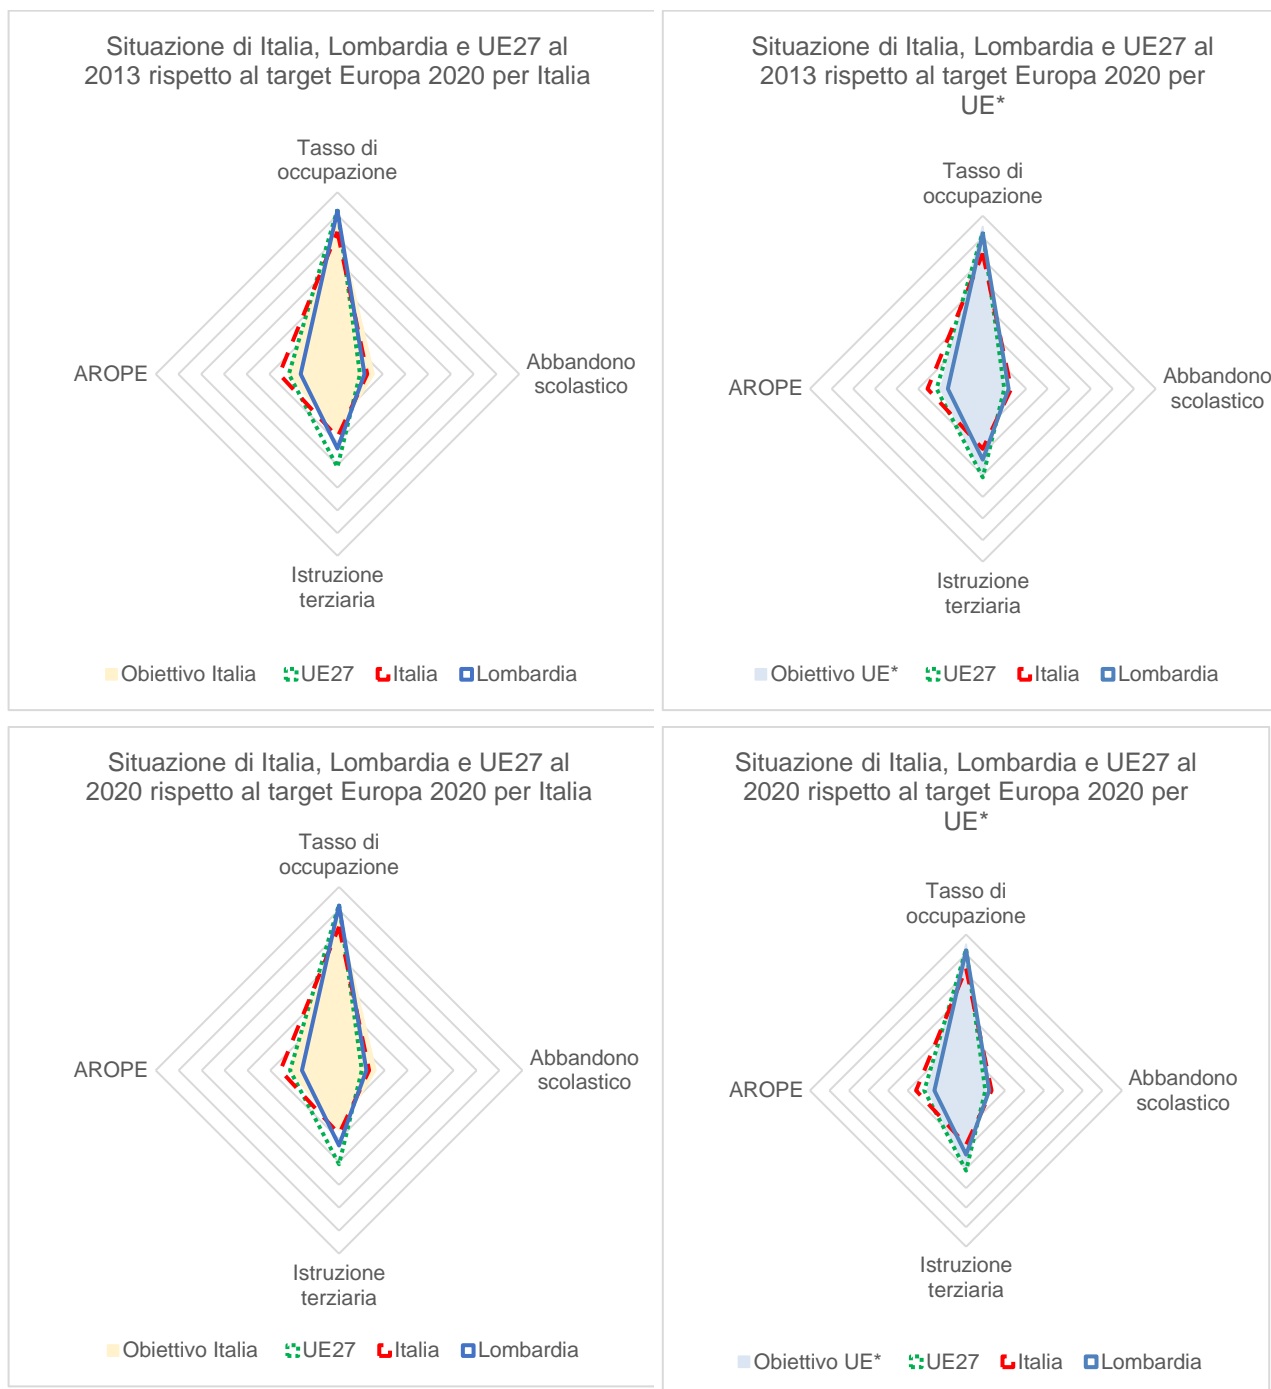 Situazione di Italia, Lombardia e UE27 al
2013 rispetto al target Europa 2020 per Italia
Tasso di
occupazione
AROPE
Abbandono
scolastico
Istruzione
terziaria
Obiettivo Italia UE27 Italia Lombardia
Situazione di Italia, Lombardia e UE27 al
2013 rispetto al target Europa 2020 per
UE*
Tasso di
occupazione
AROPE
Abbandono
scolastico
Istruzione
terziaria
Obiettivo UE* UE27 Italia Lombardia
Situazione di Italia, Lombardia e UE27 al
2020 rispetto al target Europa 2020 per Italia
Tasso di
occupazione
AROPE
Abbandono
scolastico
Istruzione
terziaria
Obiettivo Italia UE27 Italia Lombardia
Situazione di Italia, Lombardia e UE27 al
2020 rispetto al target Europa 2020 per
UE*
Tasso di
occupazione
AROPE
Abbandono
scolastico
Istruzione
terziaria
Obiettivo UE* UE27 Italia Lombardia